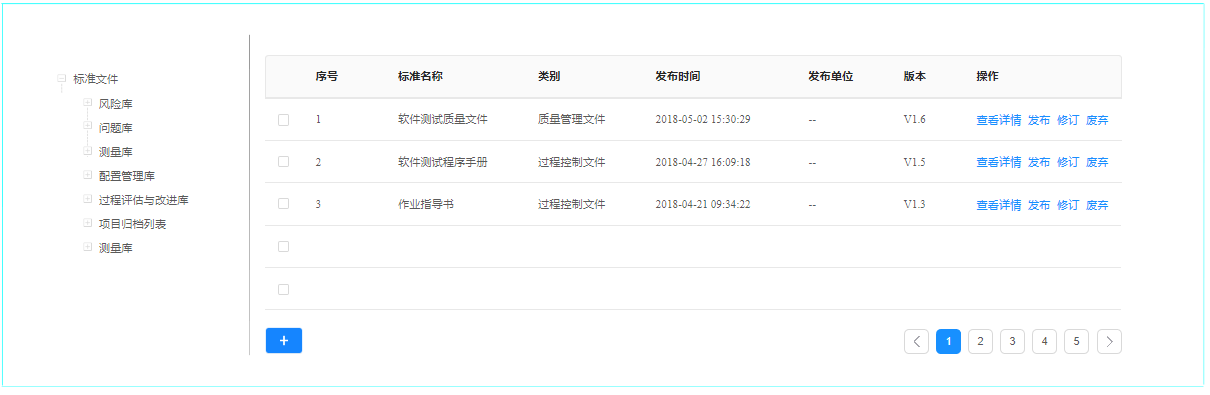 标准文件
风险库
问题库
测量库
配置管理库
过程评估与改进库
项目归档列表
测量库
序号 标准名称 类别 发布时间 发布单位 版本 操作
1 软件测试质量文件 质量管理文件 2018-05-02 15:30:29 -- V1.6 查看详情 发布 修订 废弃
2 软件测试程序手册 过程控制文件 2018-04-27 16:09:18 -- V1.5 查看详情 发布 修订 废弃
3 作业指导书 过程控制文件 2018-04-21 09:34:22 -- V1.3 查看详情 发布 修订 废弃
+ < 1 2 3 4 5 >